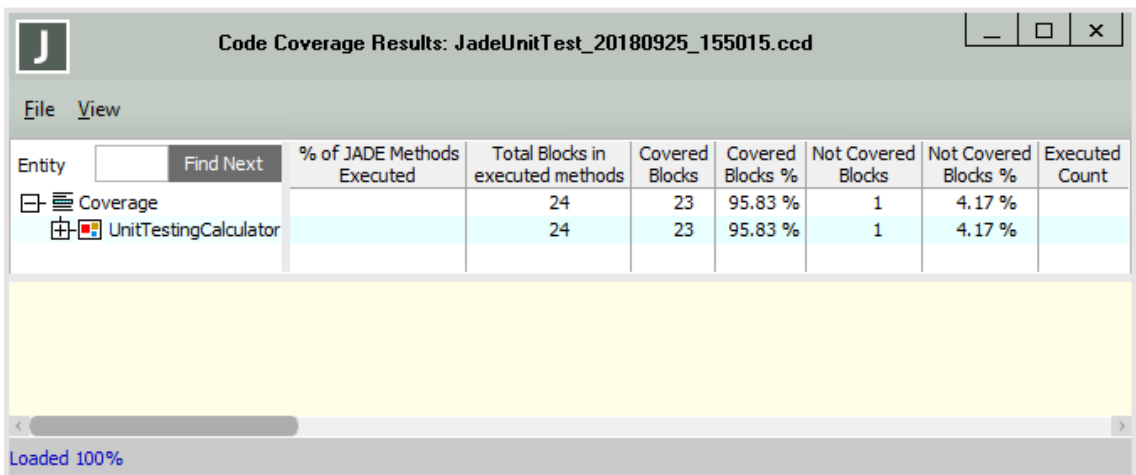 J
Code Coverage Results: JadeUnitTest_20180925_155015.ccd
File View
Entity Find Next % of JADE Methods Executed Total Blocks in executed methods Covered Blocks Covered Blocks % Not Covered Blocks Not Covered Blocks % Executed Count
Coverage 24 23 95.83 % 1 4.17 %
UnitTestingCalculator 24 23 95.83 % 1 4.17 %
Loaded 100%